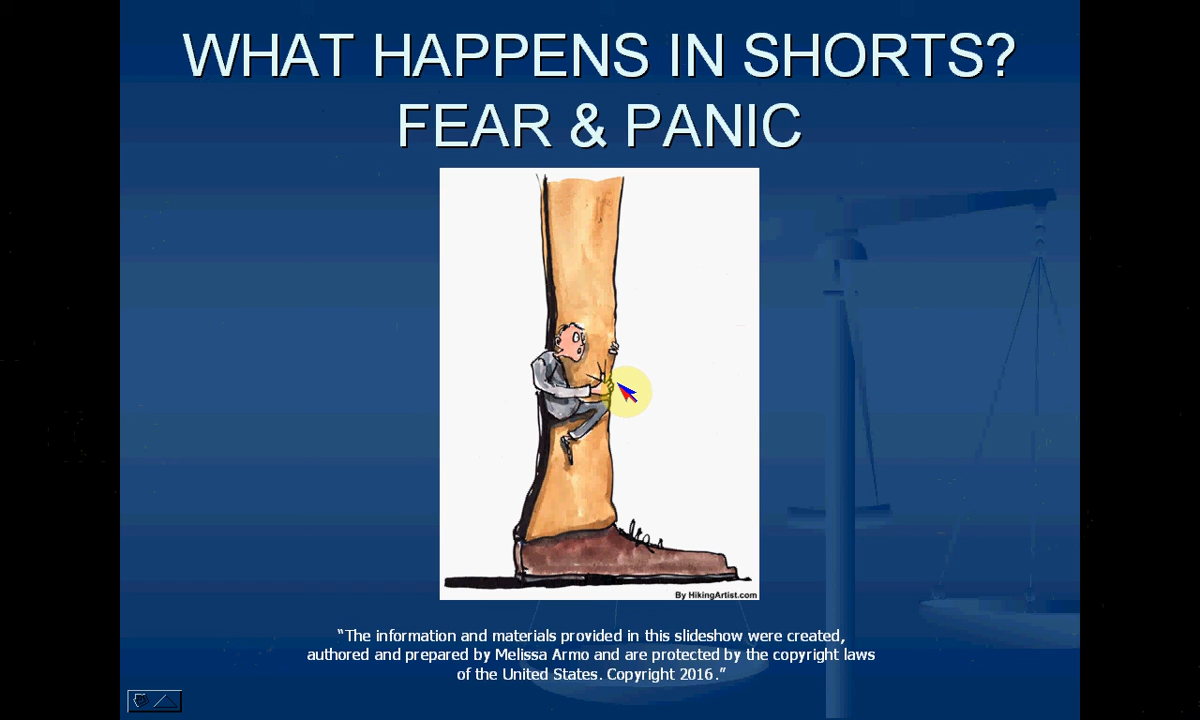 WHAT HAPPENS IN SHORTS?
FEAR & PANIC
By HikingArtist.com
“The information and materials provided in this slideshow were created,
authored and prepared by Melissa Armo and are protected by the copyright laws
of the United States. Copyright 2016.”